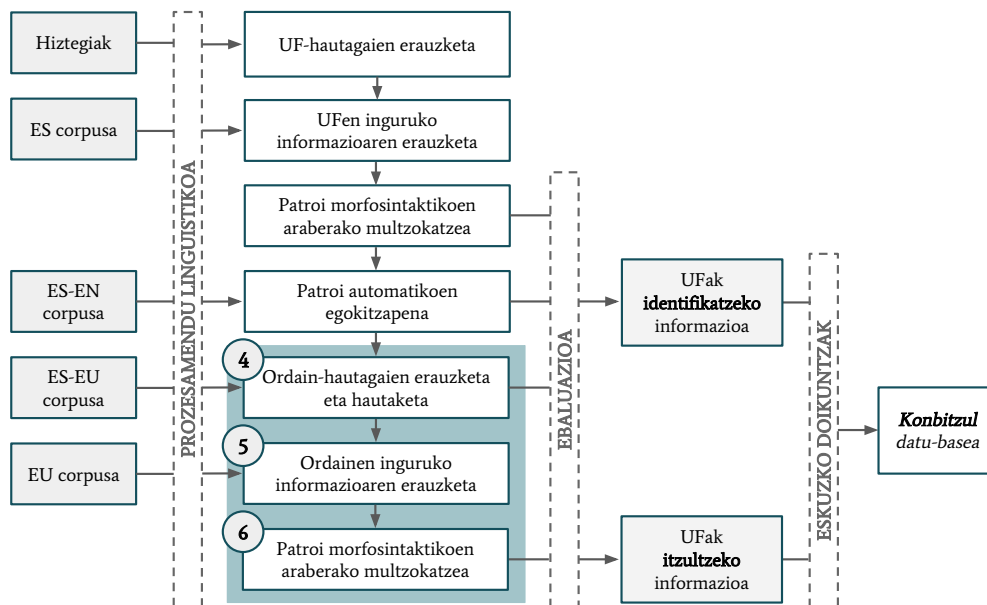 Hiztegiak
UF-hautagaien erauzketa
ES corpusa
UFen inguruko
informazioaren erauzketa
PROZESAMENDU LINGUISTIKOA
Patroi morfosintaktikoen
araberako multzokatzea
EBALUAZIOA
ES-EN
corpusa
Patroi automatikoen
egokitzapena
UFak
identifikatzeko
informazioa
ESKUZKO DOIKUNTZAK
4
ES-EU
corpusa
Ordain-hautagaien erauzketa
eta hautaketa
Konbitzul
datu-basea
5
EU corpusa
Ordainen inguruko
informazioaren erauzketa
6
Patroi morfosintaktikoen
araberako multzokatzea
UFak
itzultzeko
informazioa